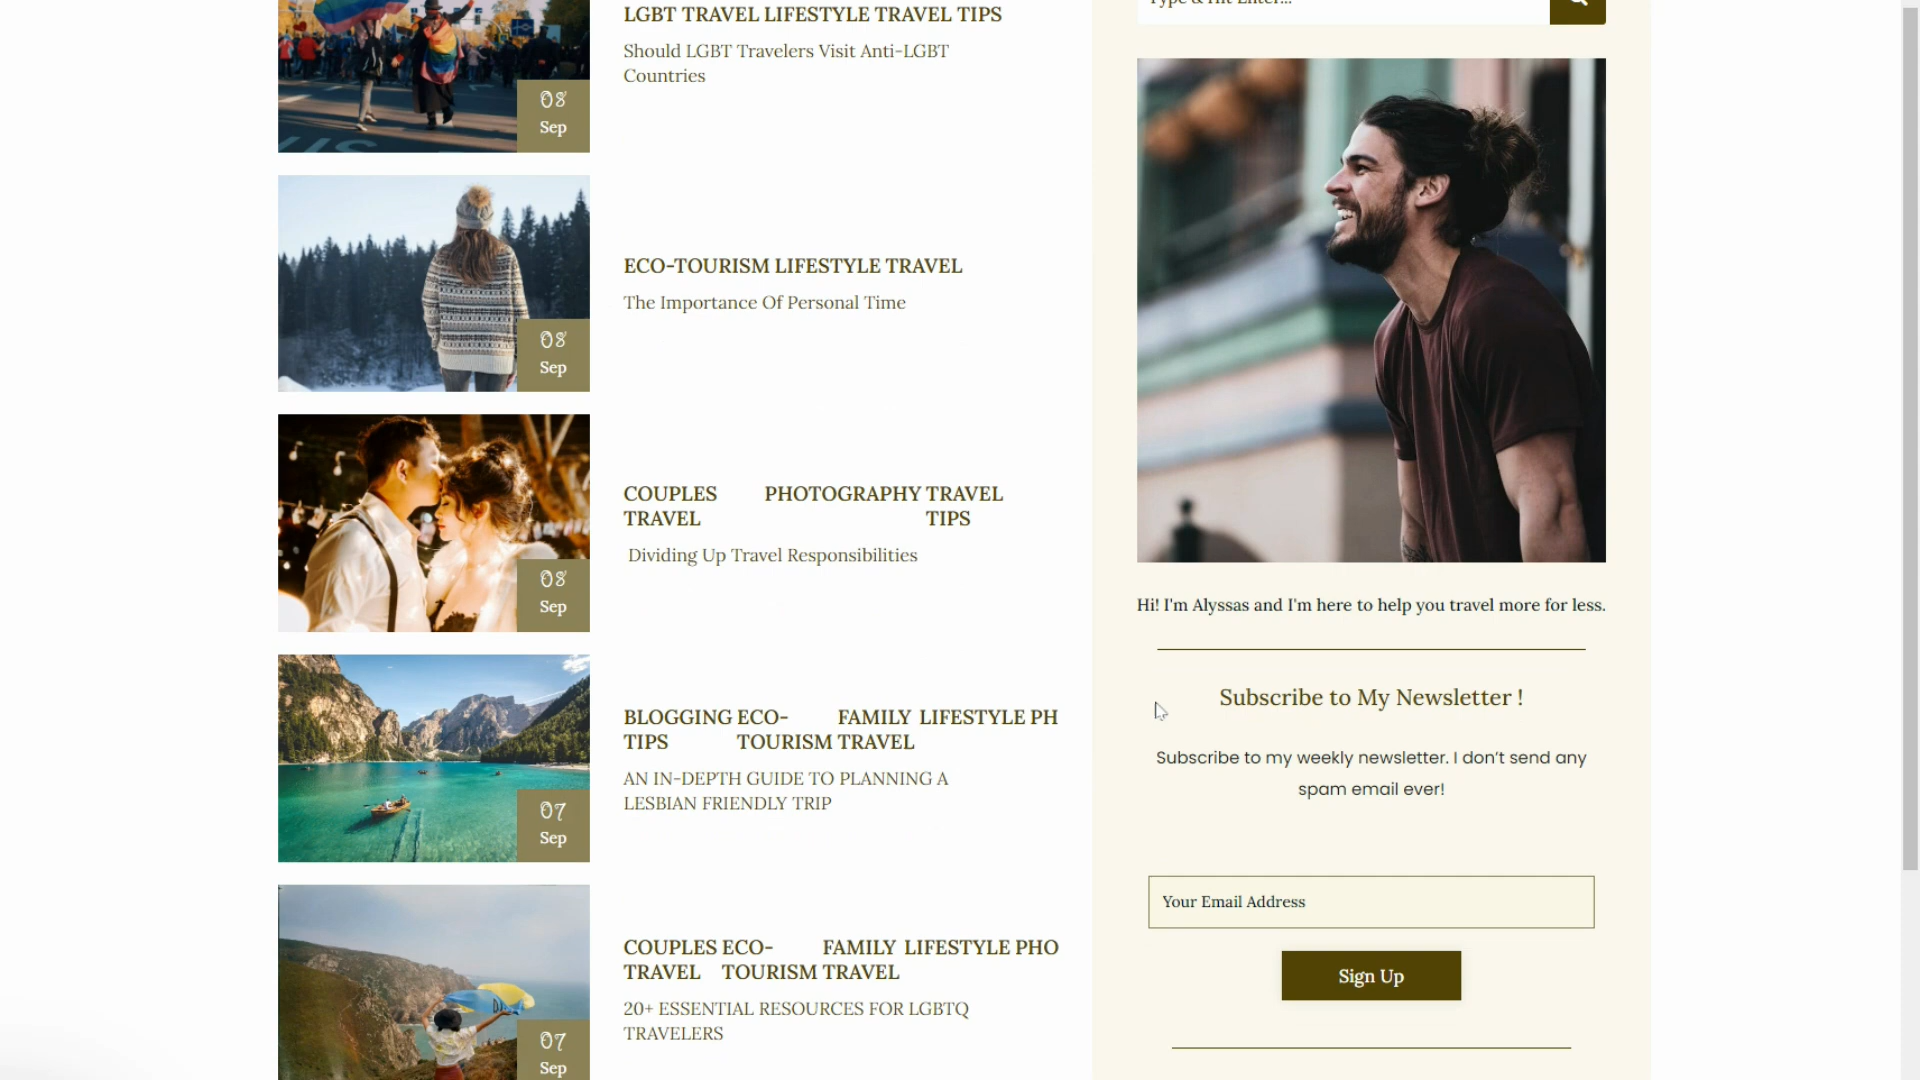 LGBT TRAVEL LIFESTYLE TRAVEL TIPS
Should LGBT Travelers Visit Anti-LGBT
Countries
08
Sep
ECO-TOURISM LIFESTYLE TRAVEL
The Importance Of Personal Time
08
Sep
COUPLES PHOTOGRAPHY TRAVEL
TRAVEL TIPS
Dividing Up Travel Responsibilities
08
Sep
BLOGGING ECO- FAMILY LIFESTYLE PH
TIPS TOURISM TRAVEL
AN IN-DEPTH GUIDE TO PLANNING A
LESBIAN FRIENDLY TRIP
07
Sep
COUPLES ECO- FAMILY LIFESTYLE PHO
TRAVEL TOURISM TRAVEL
20+ ESSENTIAL RESOURCES FOR LGBTQ
TRAVELERS
07
Sep
Type & Hit Enter...
Hi! I'm Alyssas and I'm here to help you travel more for less.
Subscribe to My Newsletter !
Subscribe to my weekly newsletter. I don’t send any
spam email ever!
Your Email Address
Sign Up